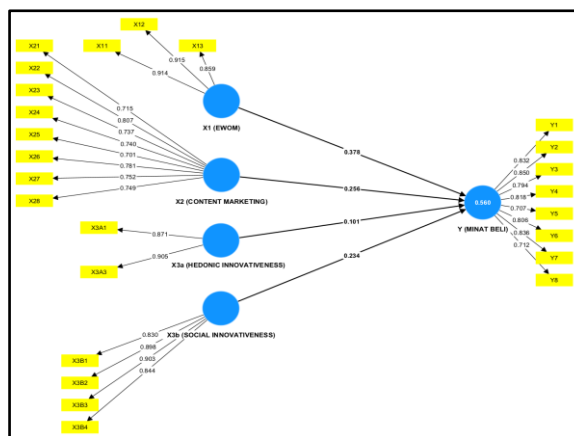 X12
X11
X13
0.915
0.914
0.859
X1 (EWOM)
X21
X22
X23
X24
X25
X26
X27
X28
0.715
0.807
0.737
0.740
0.701
0.781
0.752
0.749
X2 (CONTENT MARKETING)
X3A1
X3A3
0.871
0.905
X3a (HEDONIC INNOVATIVENESS)
X3b (SOCIAL INNOVATIVENESS)
0.830
0.898
0.903
0.844
X3B1
X3B2
X3B3
X3B4
0.378
0.256
0.101
0.234
0.560
Y (MINAT BELI)
0.832
0.850
0.794
0.818
0.707
0.806
0.836
0.712
Y1
Y2
Y3
Y4
Y5
Y6
Y7
Y8